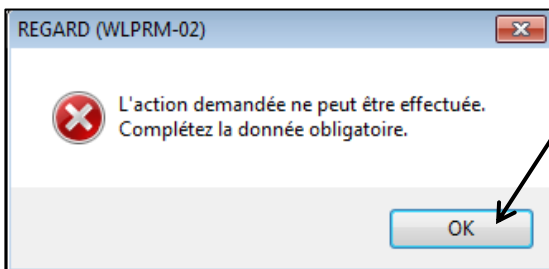 REGARD (WLPRM-02)
L'action demandée ne peut être effectuée.
Complétez la donnée obligatoire.
OK